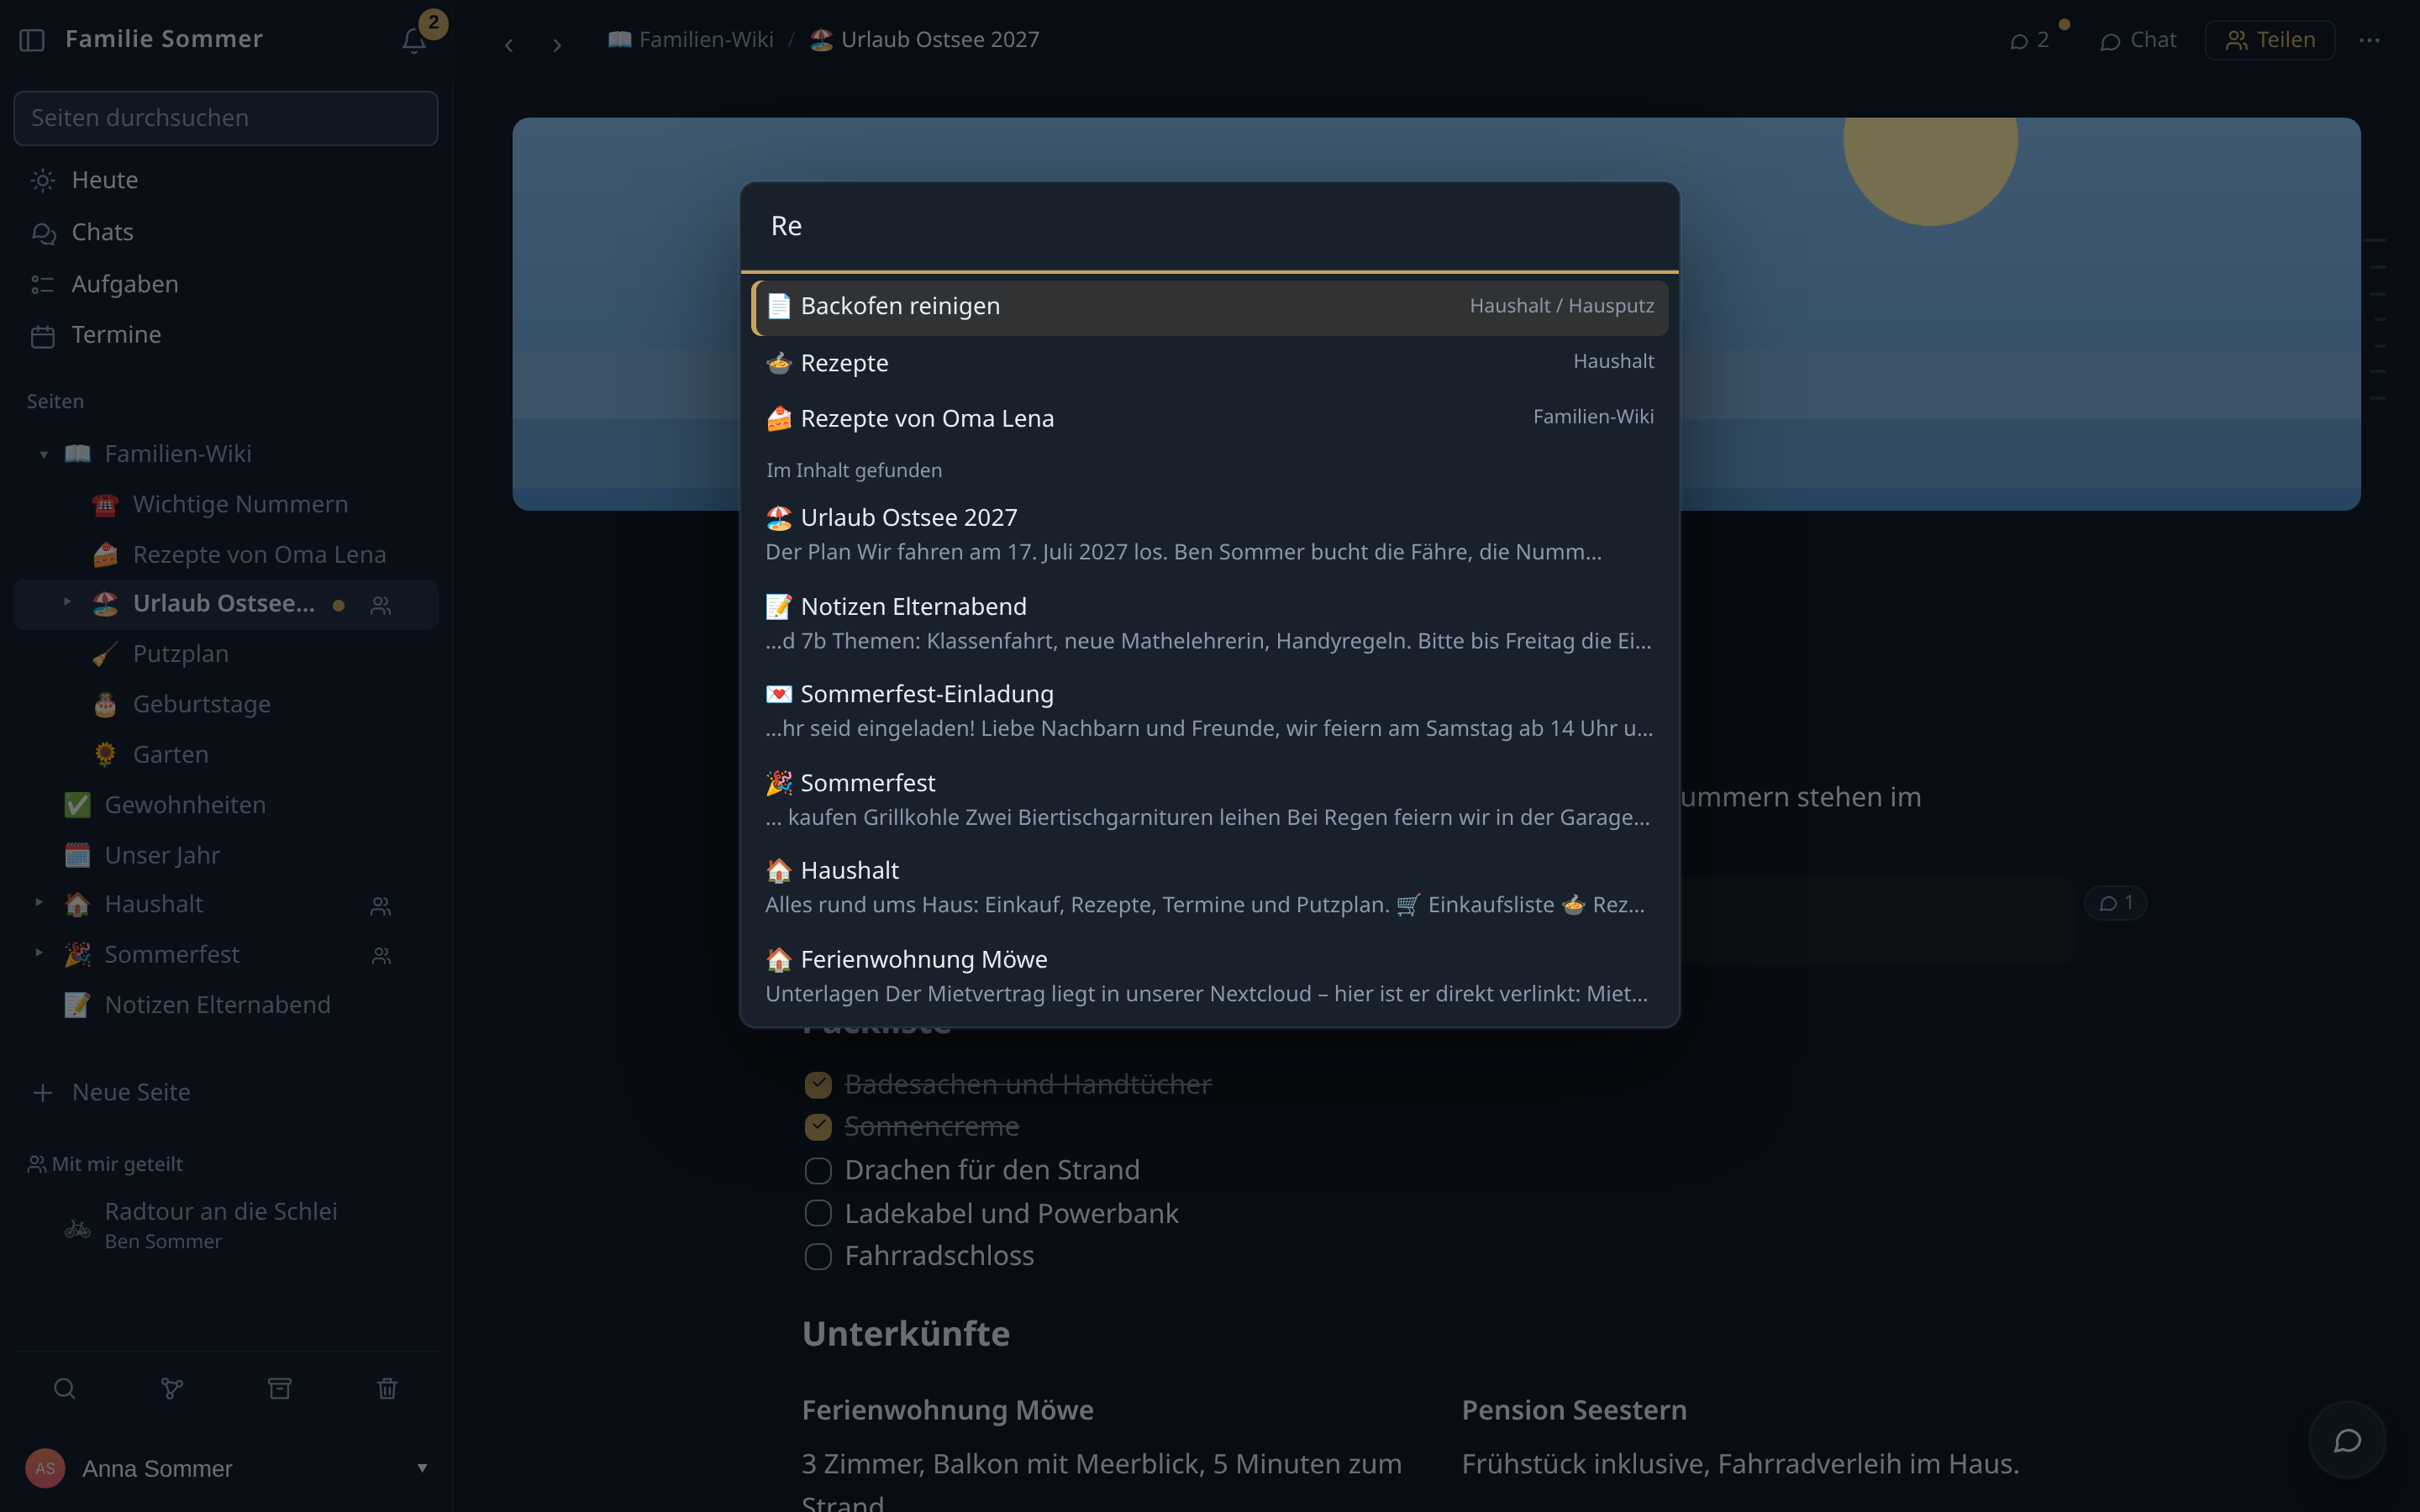 Familie Sommer
2
Seiten durchsuchen
Heute
Chats
Aufgaben
Termine
Seiten
Familien-Wiki
Wichtige Nummern
Rezepte von Oma Lena
Urlaub Ostsee...
Putzplan
Geburtstage
Garten
Gewohnheiten
Unser Jahr
Haushalt
Sommerfest
Notizen Elternabend
Neue Seite
Mit mir geteilt
Radtour an die Schlei
Ben Sommer
AS Anna Sommer
Familien-Wiki / Urlaub Ostsee 2027
2 Chat Teilen
Re
Backofen reinigen Haushalt / Hausputz
Rezepte Haushalt
Rezepte von Oma Lena Familien-Wiki
Im Inhalt gefunden
Urlaub Ostsee 2027
Der Plan Wir fahren am 17. Juli 2027 los. Ben Sommer bucht die Fähre, die Numm...
Notizen Elternabend
...d 7b Themen: Klassenfahrt, neue Mathelehrerin, Handyregeln. Bitte bis Freitag die Ei...
Sommerfest-Einladung
...hr seid eingeladen! Liebe Nachbarn und Freunde, wir feiern am Samstag ab 14 Uhr u...
Sommerfest
... kaufen Grillkohle Zwei Biertischgarnituren leihen Bei Regen feiern wir in der Garage...
Haushalt
Alles rund ums Haus: Einkauf, Rezepte, Termine und Putzplan. 🛒 Einkaufsliste 🍲 Rez...
Ferienwohnung Möwe
Unterlagen Der Mietvertrag liegt in unserer Nextcloud – hier ist er direkt verlinkt: Miet...
ummern stehen im
1
Packliste
Badesachen und Handtücher
Sonnencreme
Drachen für den Strand
Ladekabel und Powerbank
Fahrradschloss
Unterkünfte
Ferienwohnung Möwe
3 Zimmer, Balkon mit Meerblick, 5 Minuten zum
Strand
Pension Seestern
Frühstück inklusive, Fahrradverleih im Haus.